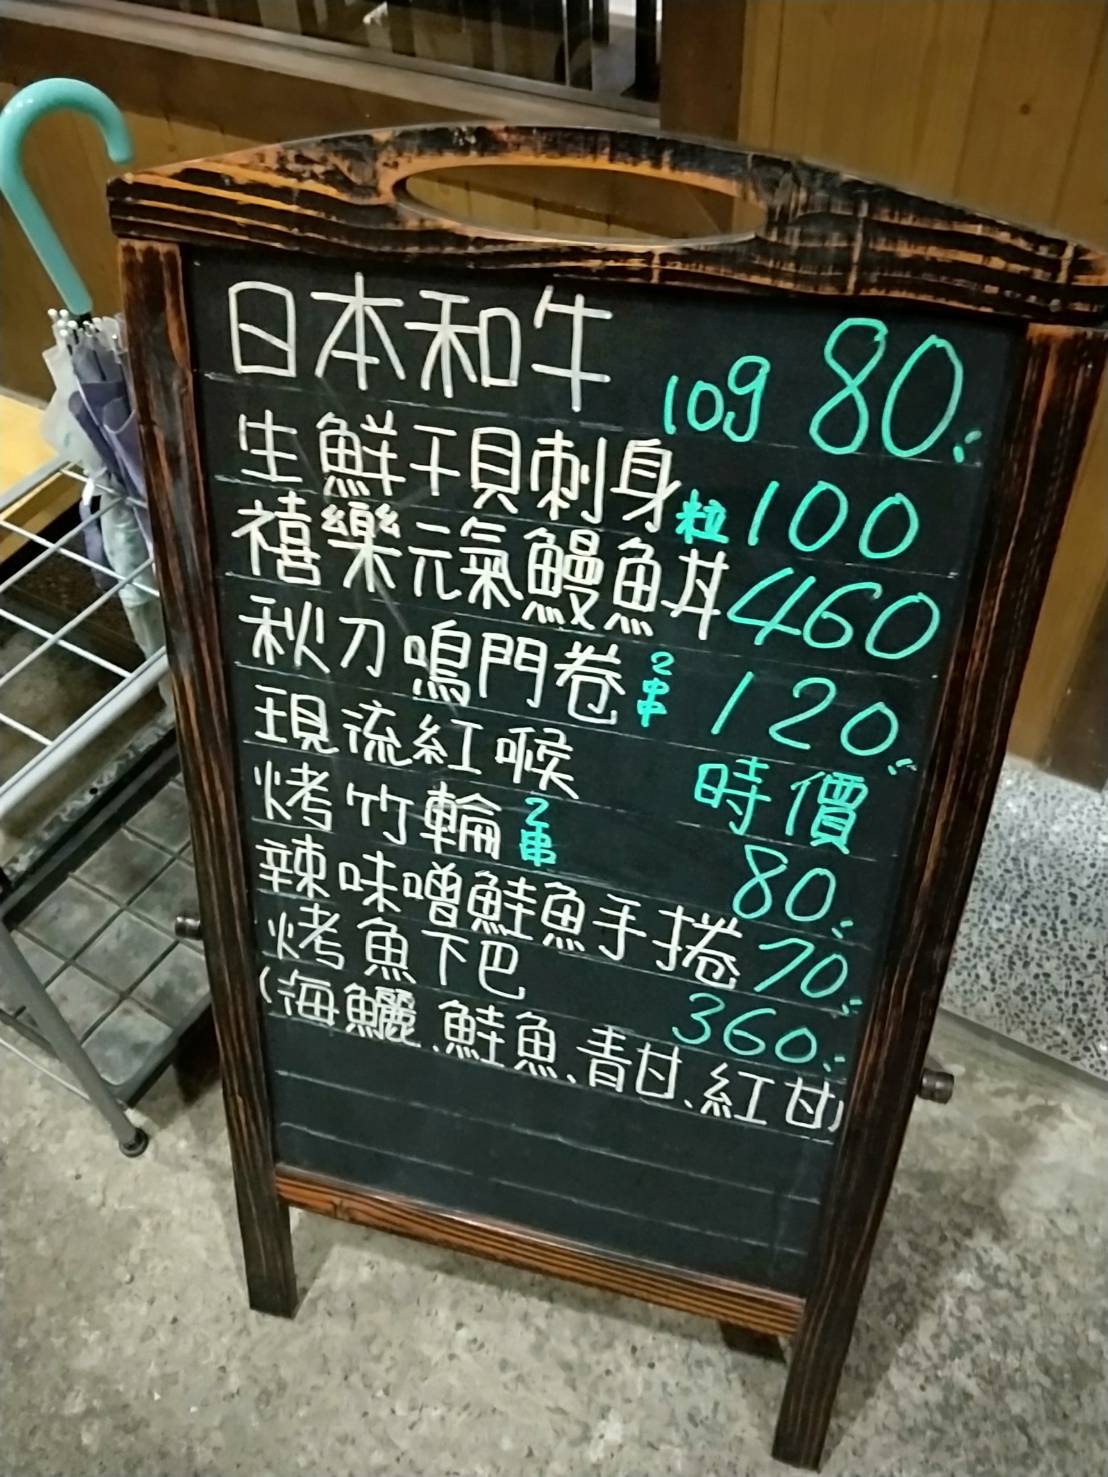 日本和牛 10g 80
生鮮干貝刺身 粒 100
禧樂元氣鰻魚丼 460
秋刀鳴門卷 2串 120
現流紅喉 時價
烤竹輪 2串 80
辣味噌鮭魚手捲 70
烤魚下巴 360
(海鱺、鮭魚、青甘、紅甘)